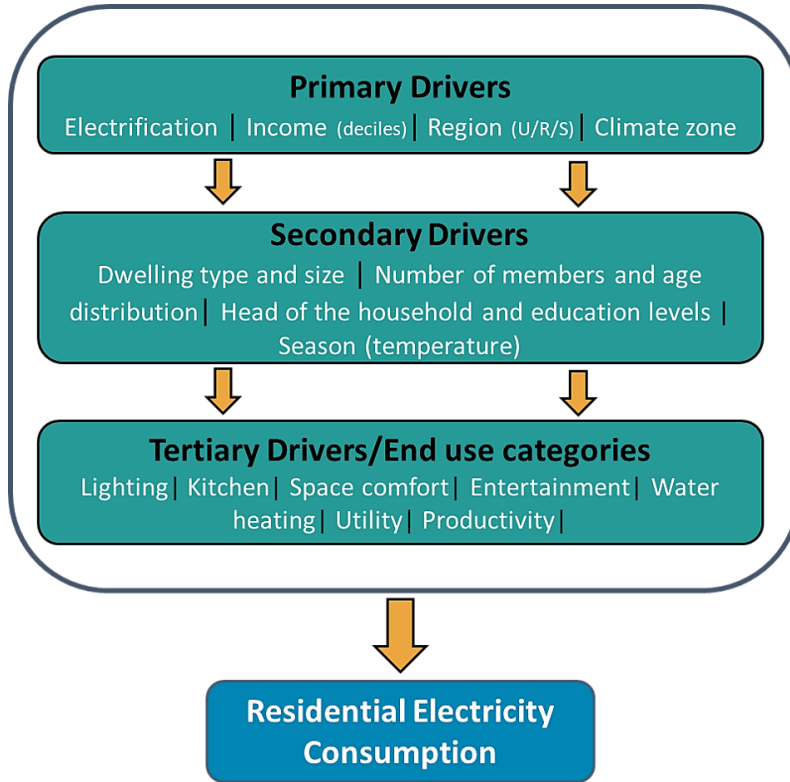 Primary Drivers
Electrification | Income (deciles) | Region (U/R/S) | Climate zone
Secondary Drivers
Dwelling type and size | Number of members and age
distribution | Head of the household and education levels |
Season (temperature)
Tertiary Drivers/End use categories
Lighting | Kitchen | Space comfort | Entertainment | Water
heating | Utility | Productivity |
Residential Electricity
Consumption